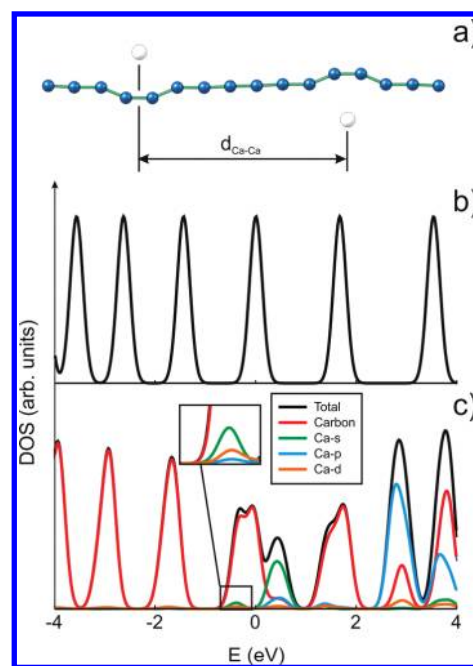 a)
d_Ca-Ca
b)
c)
Total
Carbon
Ca-s
Ca-p
Ca-d
DOS (arb. units)
-4 -2 0 2 4
E (eV)